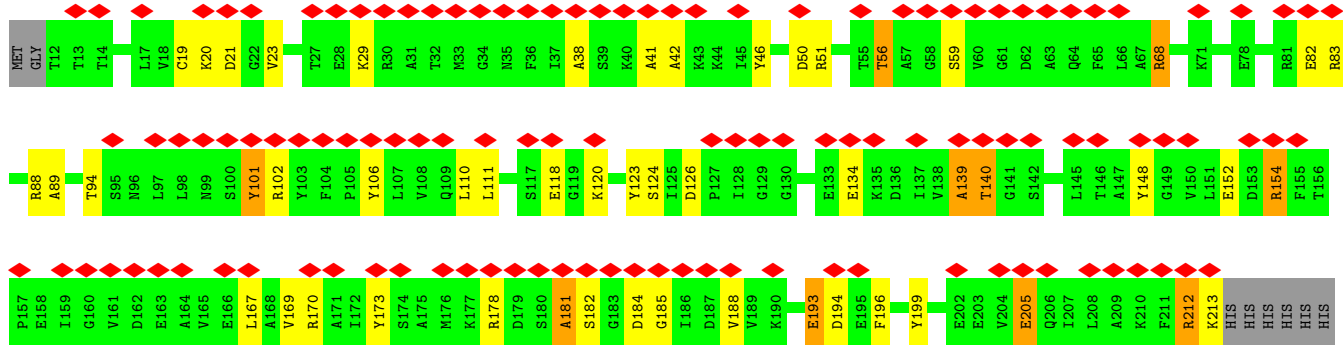 MET GLY T12 T13 T14 L17 V18 C19 K20 D21 G22 V23 T27 E28 K29 R30 A31 T32 M33 G34 N35 F36 I37 A38 S39 K40 A41 A42 K43 K44 I45 Y46 D50 R51 T55 T56 A57 G58 S59 V60 G61 D62 A63 Q64 F65 L66 A67 R68 K71 E78 R81 E82 R83
R88 A89 T94 S95 N96 L97 L98 N99 S100 Y101 R102 Y103 F104 P105 Y106 L107 V108 Q109 L110 L111 S117 E118 G119 K120 Y123 S124 I125 D126 P127 I128 G129 G130 E133 E134 K135 D136 I137 V138 A139 T140 G141 S142 L145 T146 A147 Y148 G149 V150 L151 E152 D153 R154 F155 T156
P157 E158 I159 G160 V161 D162 E163 A164 V165 E166 L167 A168 V169 R170 A171 I172 Y173 S174 A175 M176 K177 R178 D179 S180 A181 S182 G183 D184 G185 I186 D187 V188 V189 K190 E193 D194 E195 F196 Y199 E202 E203 V204 E205 Q206 I207 L208 A209 K210 F211 R212 K213 HIS HIS HIS HIS HIS HIS